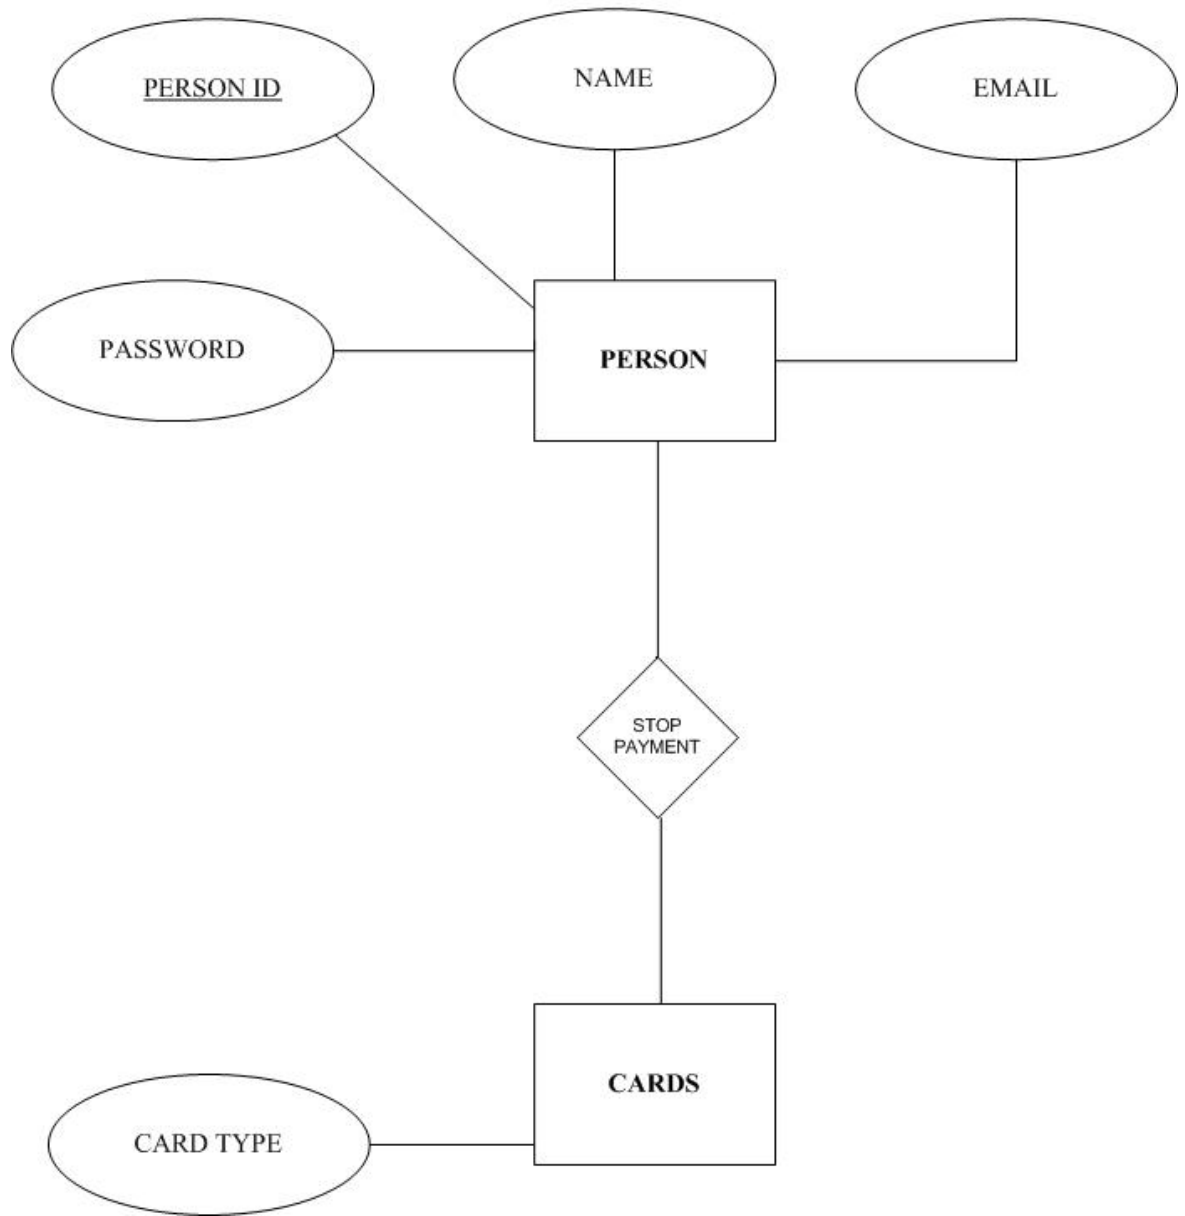 PERSON ID
NAME
EMAIL
PASSWORD
PERSON
STOP
PAYMENT
CARDS
CARD TYPE